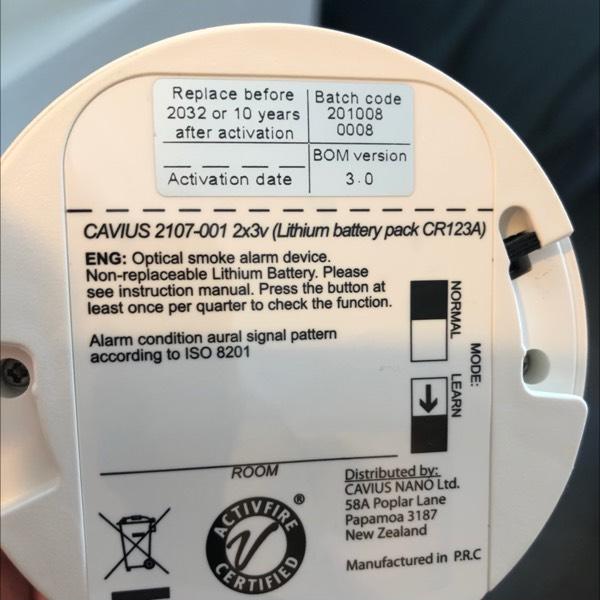 Replace before
2032 or 10 years
after activation
Activation date
Batch code
201008
0008
BOM version
3.0
CAVIUS 2107-001 2x3v (Lithium battery pack CR123A)
ENG: Optical smoke alarm device.
Non-replaceable Lithium Battery. Please
see instruction manual. Press the button at
least once per quarter to check the function.
Alarm condition aural signal pattern
according to ISO 8201
NORMAL
LEARN
MODE:
ROOM
ACTIVFIRE®
CERTIFIED
Distributed by:
CAVIUS NANO Ltd.
58A Poplar Lane
Papamoa 3187
New Zealand
Manufactured in P.R.C